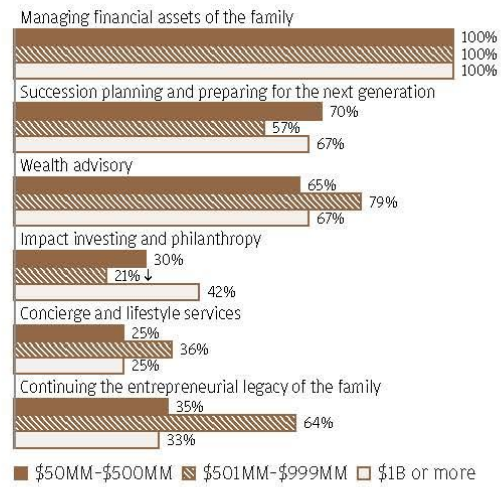 Managing financial assets of the family
100%
100%
100%
Succession planning and preparing for the next generation
70%
57%
67%
Wealth advisory
65%
79%
67%
Impact investing and philanthropy
30%
21% ↓
42%
Concierge and lifestyle services
25%
36%
25%
Continuing the entrepreneurial legacy of the family
35%
64%
33%
$50MM-$500MM $501MM-$999MM $1B or more